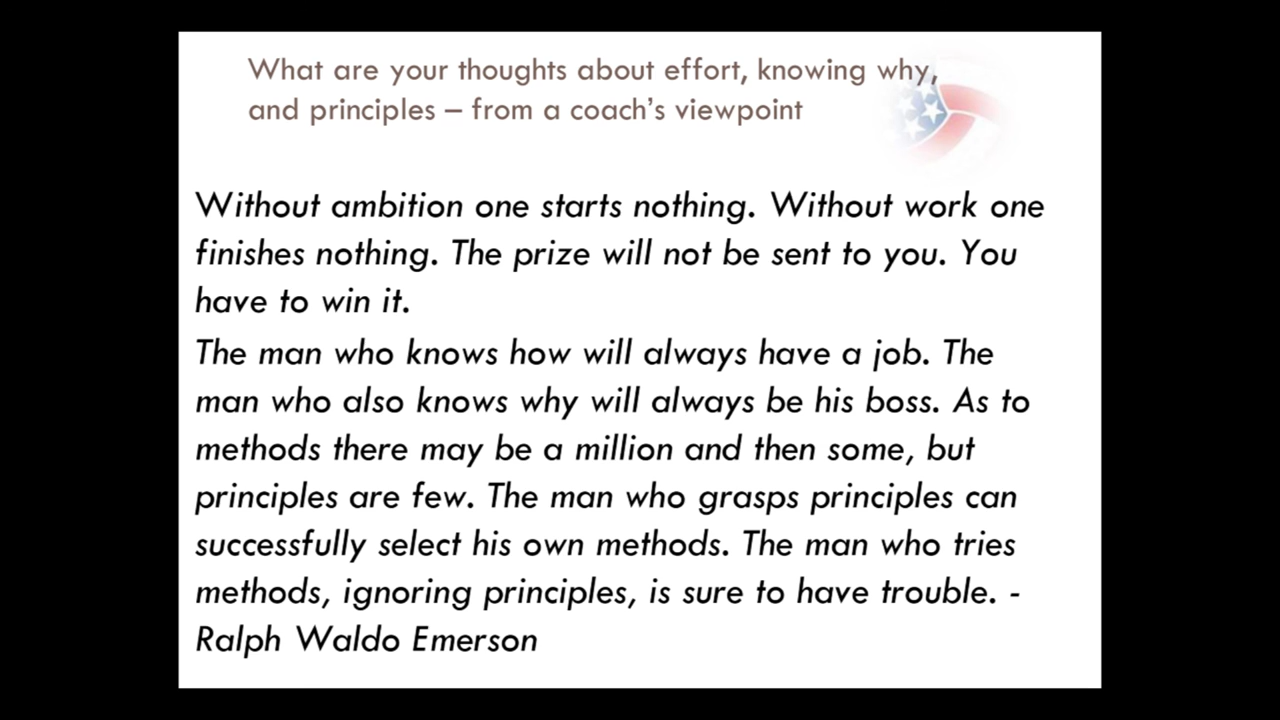 What are your thoughts about effort, knowing why,
and principles – from a coach’s viewpoint
Without ambition one starts nothing. Without work one
finishes nothing. The prize will not be sent to you. You
have to win it.
The man who knows how will always have a job. The
man who also knows why will always be his boss. As to
methods there may be a million and then some, but
principles are few. The man who grasps principles can
successfully select his own methods. The man who tries
methods, ignoring principles, is sure to have trouble. -
Ralph Waldo Emerson